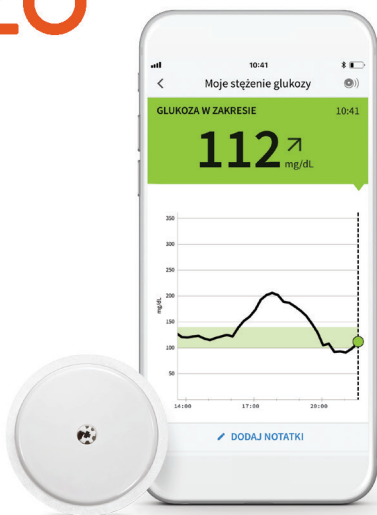 LO
10:41
Moje stężenie glukozy
GLUKOZA W ZAKRESIE 10:41
112
mg/dL
350
300
250
mg/dL
200
150
100
50
14:00 17:00 20:00
DODAJ NOTATKI